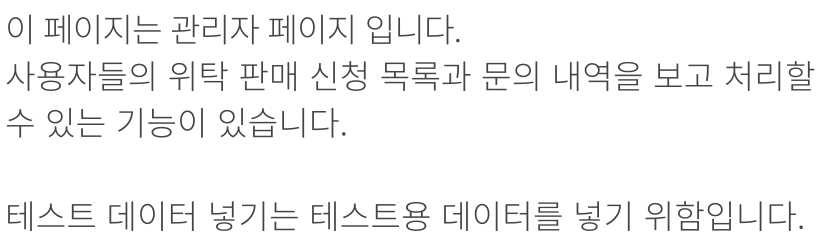 이 페이지는 관리자 페이지 입니다.
사용자들의 위탁 판매 신청 목록과 문의 내역을 보고 처리할
수 있는 기능이 있습니다.
테스트 데이터 넣기는 테스트용 데이터를 넣기 위함입니다.